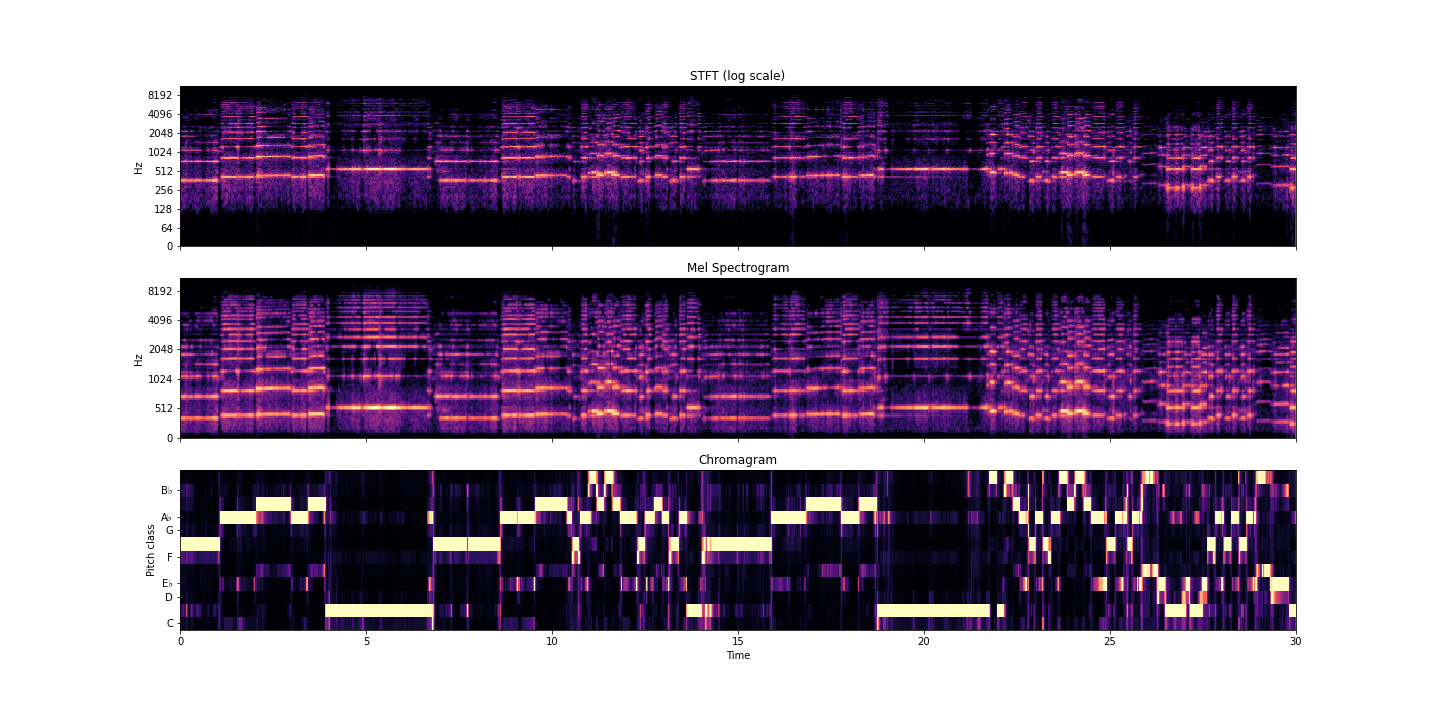 STFT (log scale)
8192
4096
2048
1024
512
256
128
64
0
Hz
Mel Spectrogram
8192
4096
2048
1024
512
0
Hz
Chromagram
B♭
A♭
G
F
E♭
D
C
Pitch class
0 5 10 15 20 25 30
Time